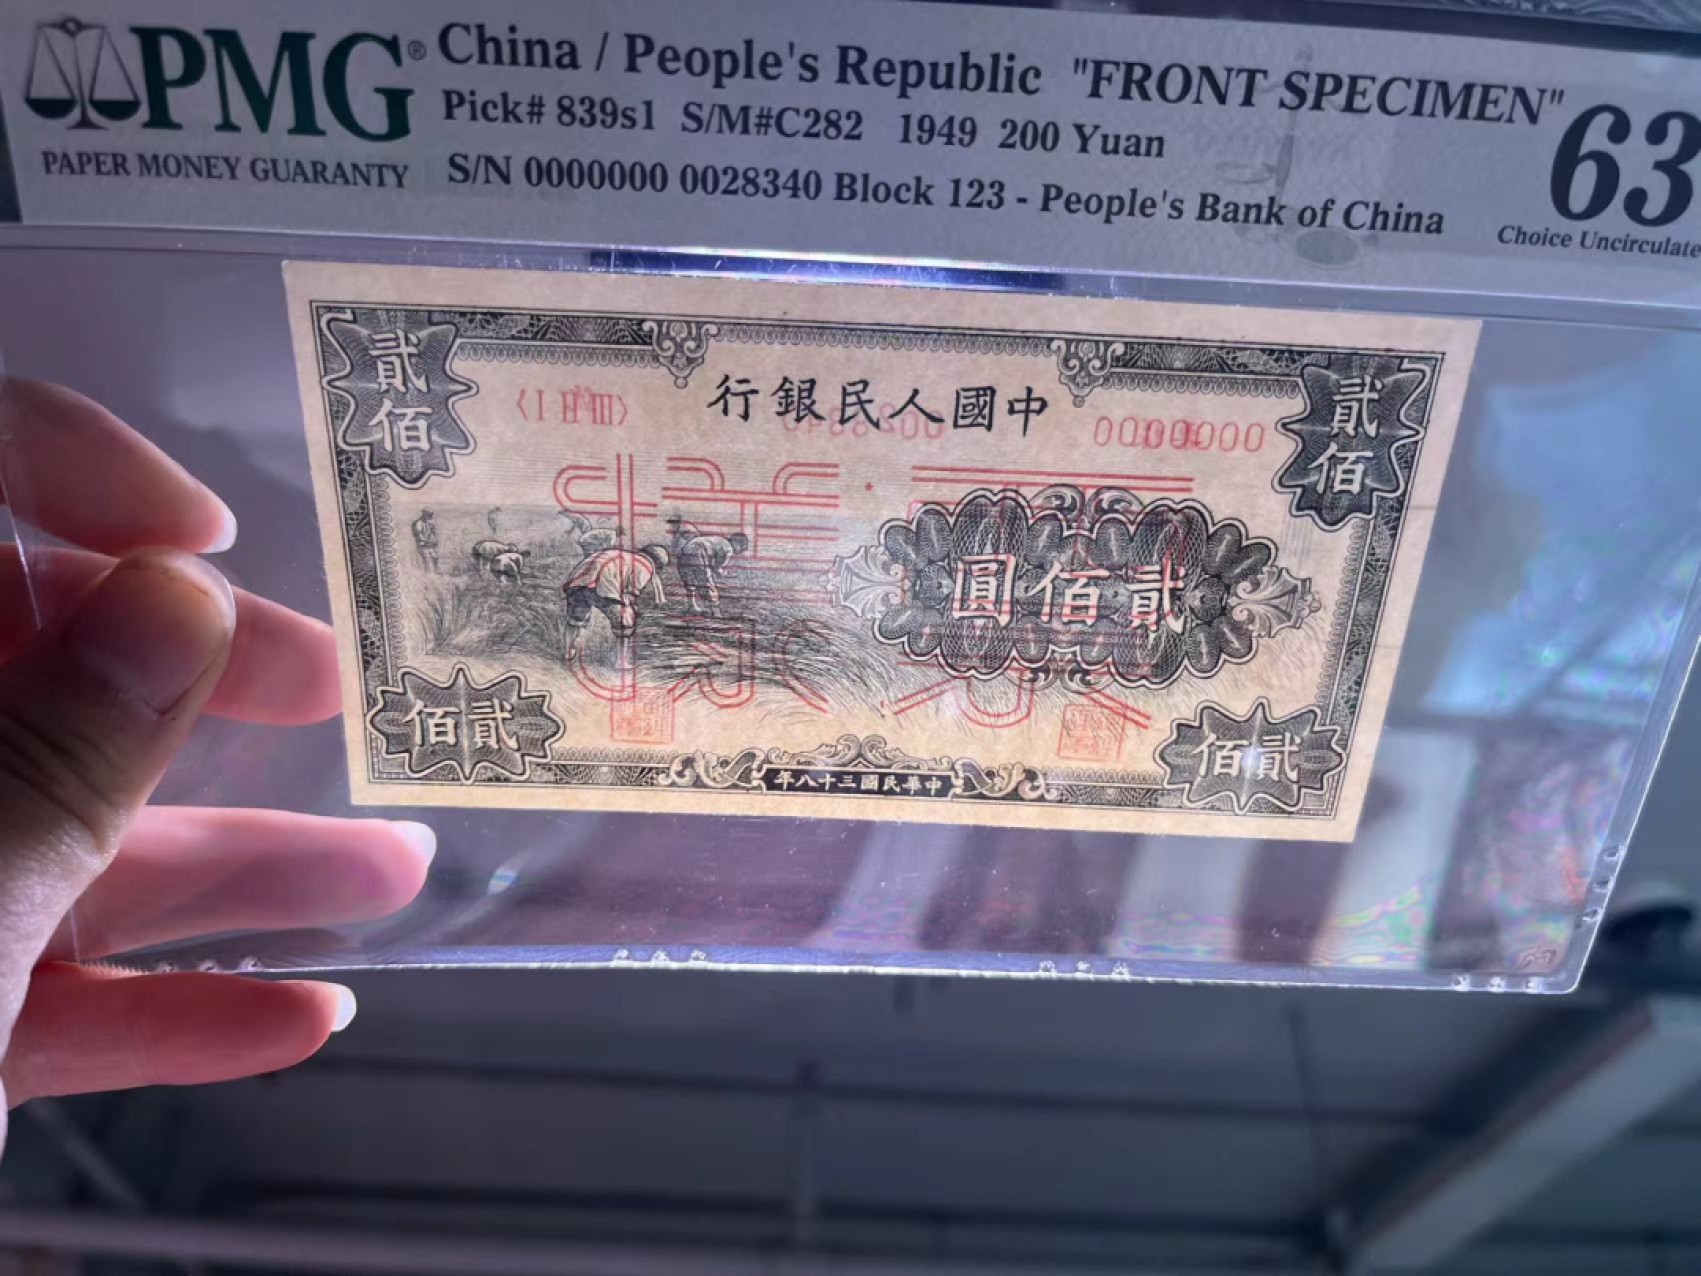 PMG®
PAPER MONEY GUARANTY
China / People's Republic "FRONT SPECIMEN"
Pick# 839s1 S/M#C282 1949 200 Yuan
S/N 0000000 0028340 Block 123 - People's Bank of China
63
Choice Uncirculate
貳佰
行銀民人國中
貳佰
〈I II III〉
0000000
圓佰貳
佰貳
年八十三國民華中
佰貳